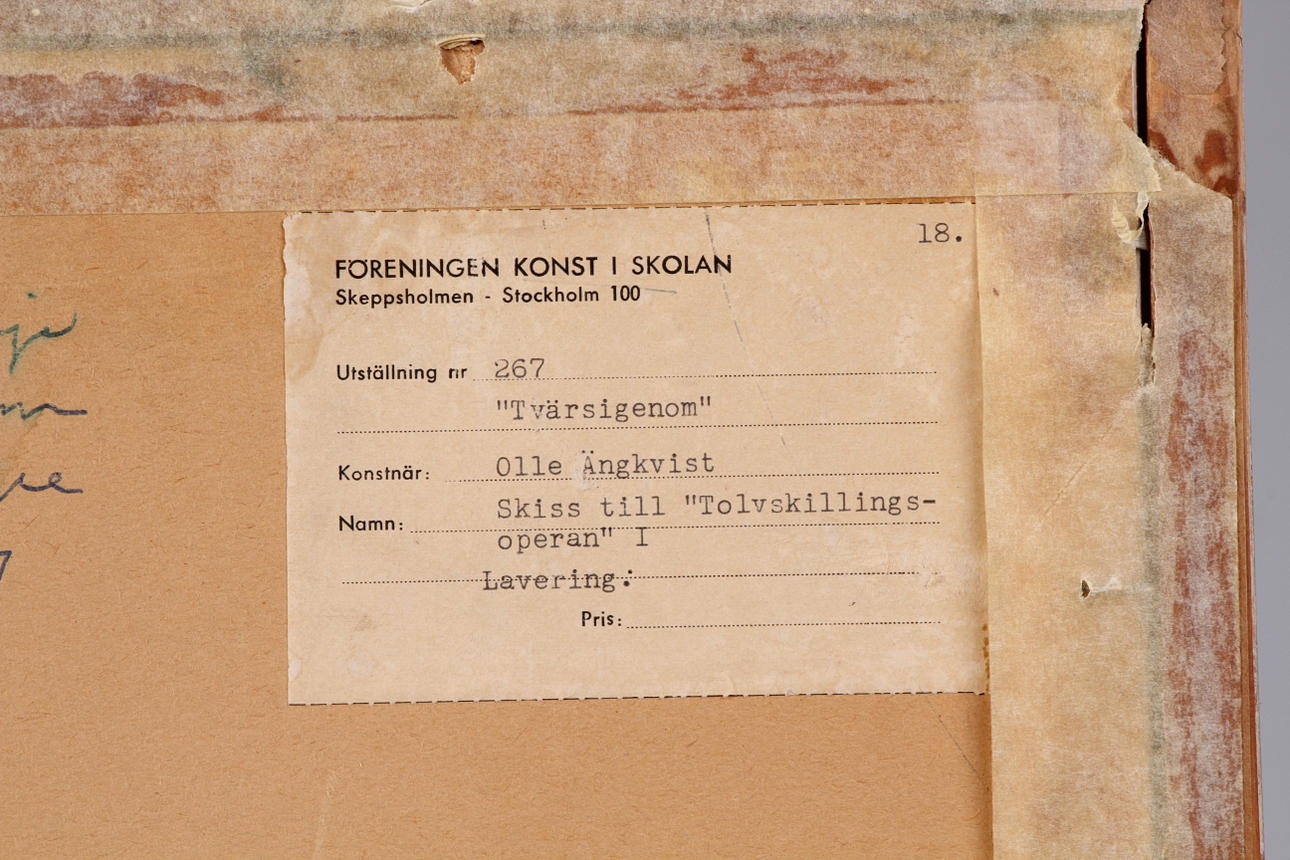 18.
FÖRENINGEN KONST I SKOLAN
Skeppsholmen - Stockholm 100
Utställning nr 267
"Tvärsigenom"
Konstnär: Olle Ängkvist
Namn: Skiss till "Tolvskillings-
operan" I
Lavering:
Pris: